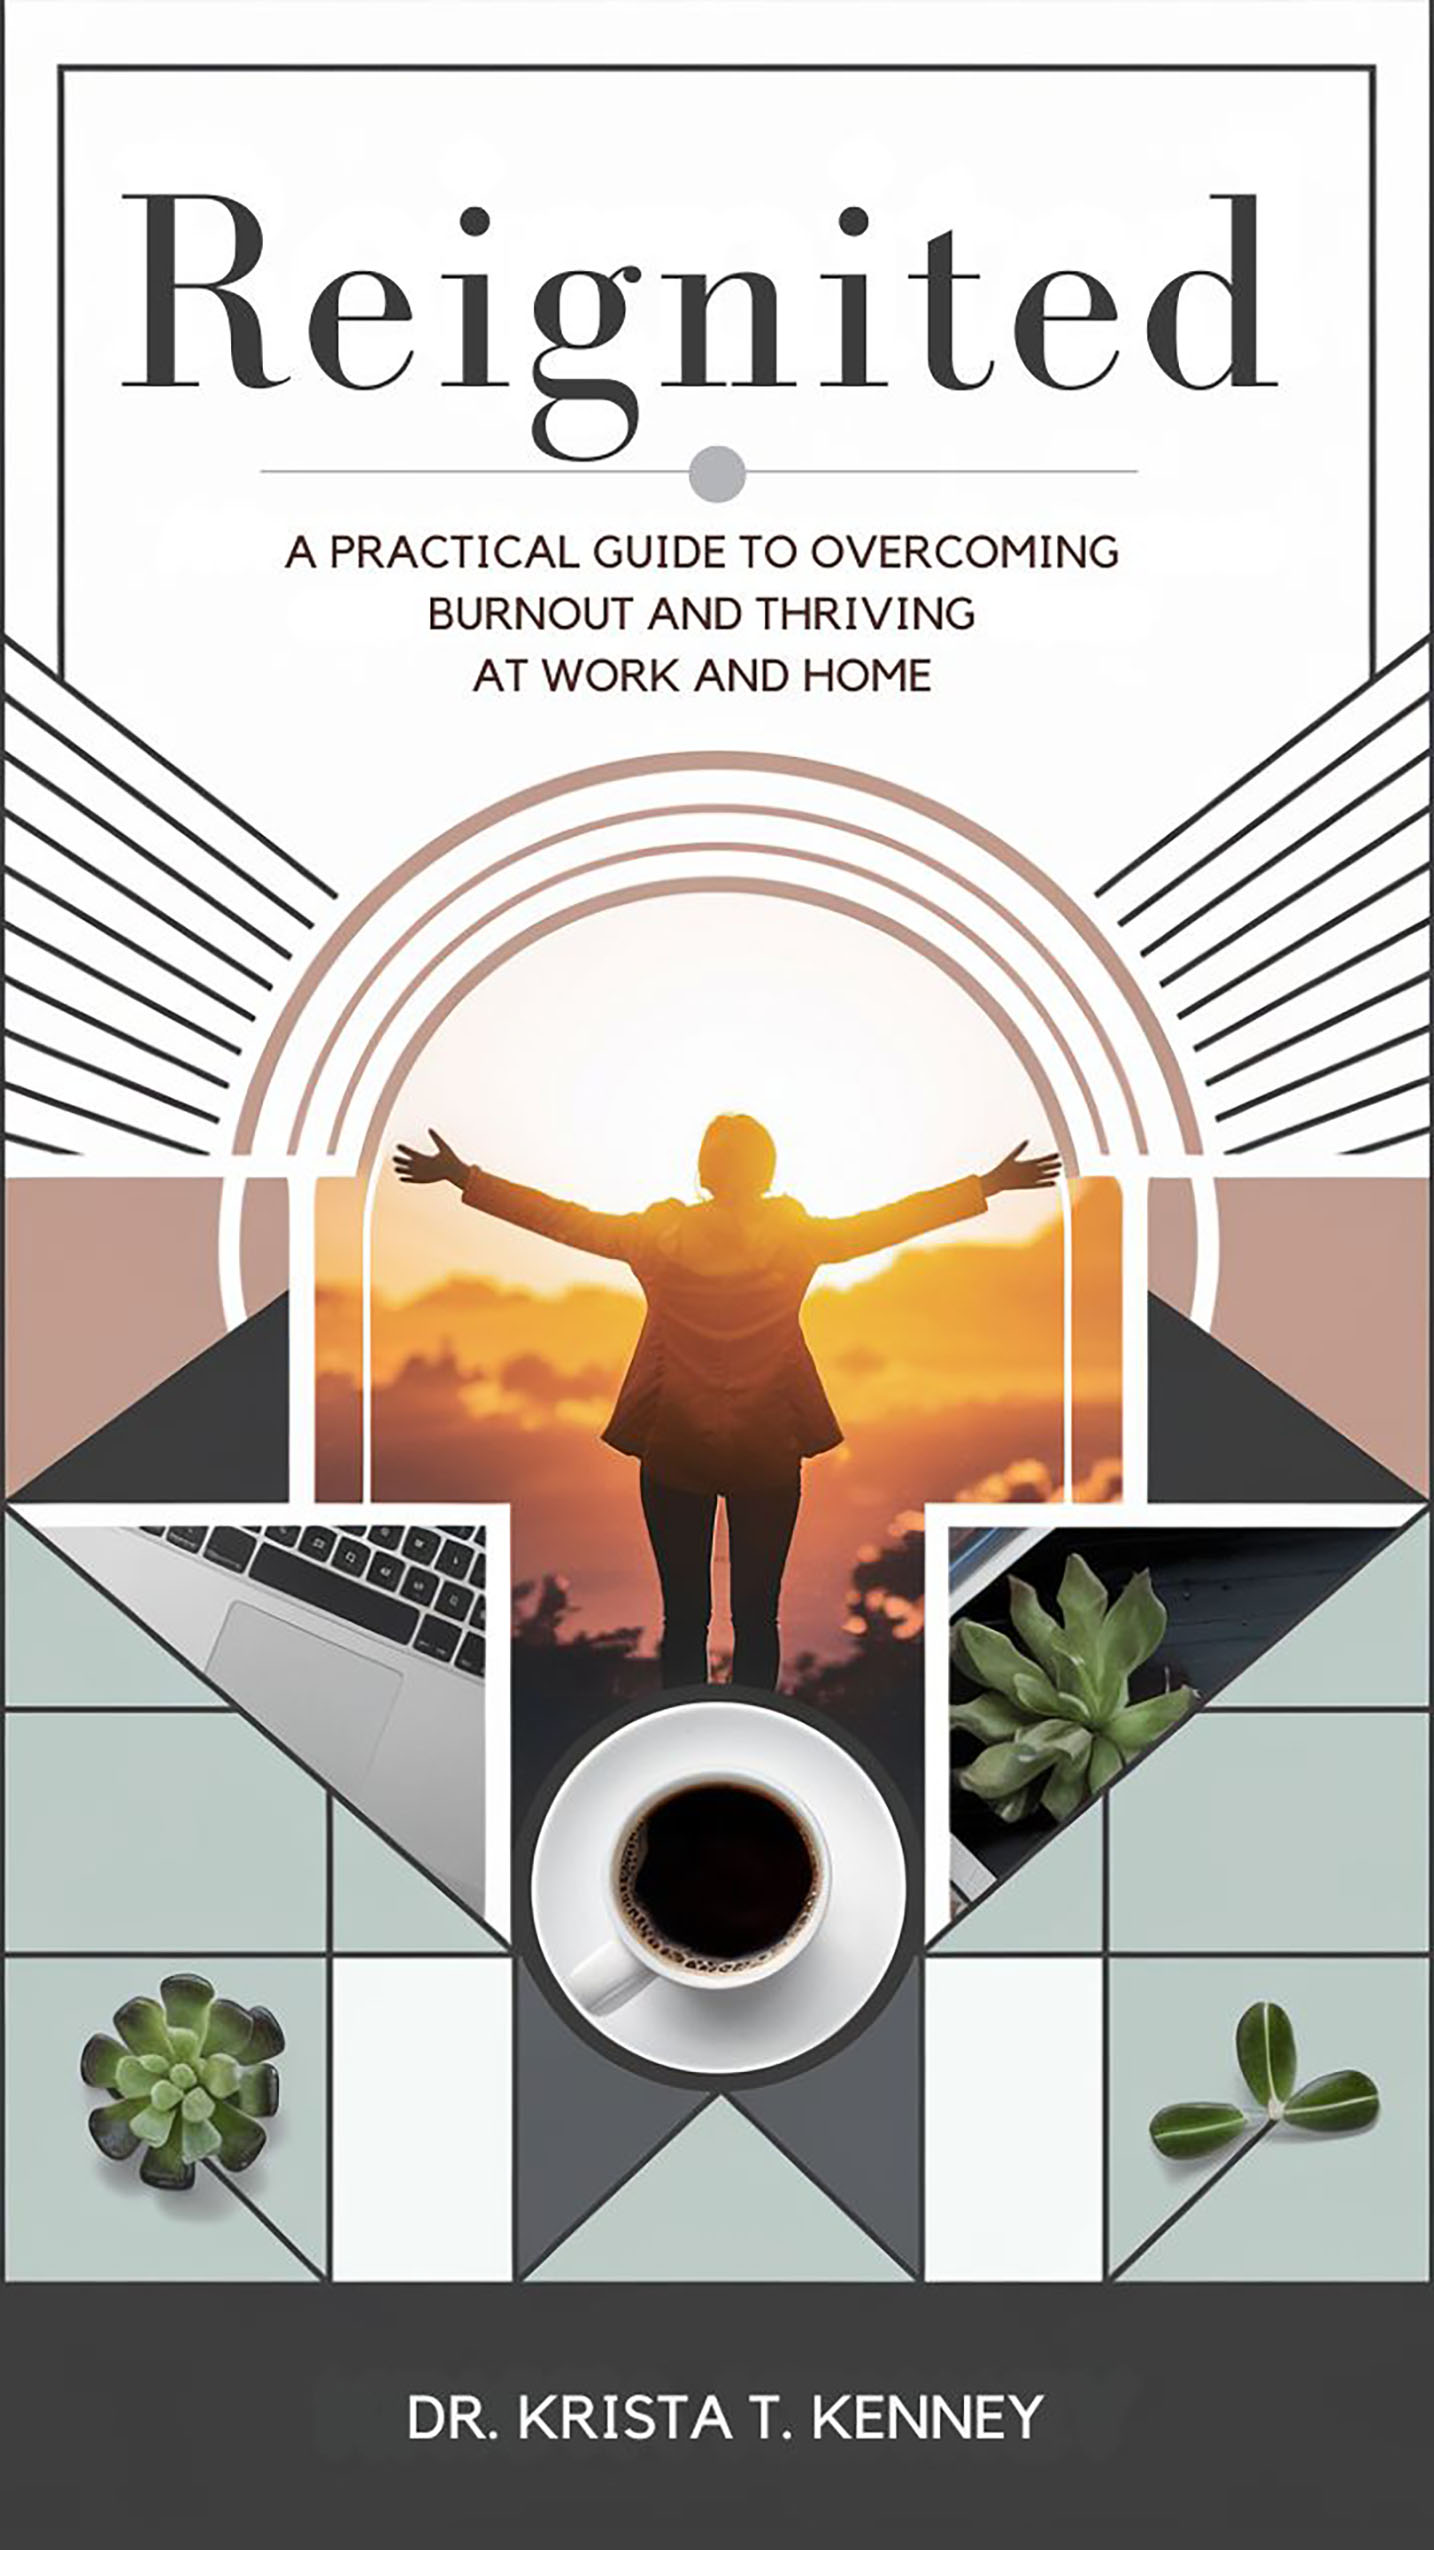 Reignited
A PRACTICAL GUIDE TO OVERCOMING
BURNOUT AND THRIVING
AT WORK AND HOME
DR. KRISTA T. KENNEY